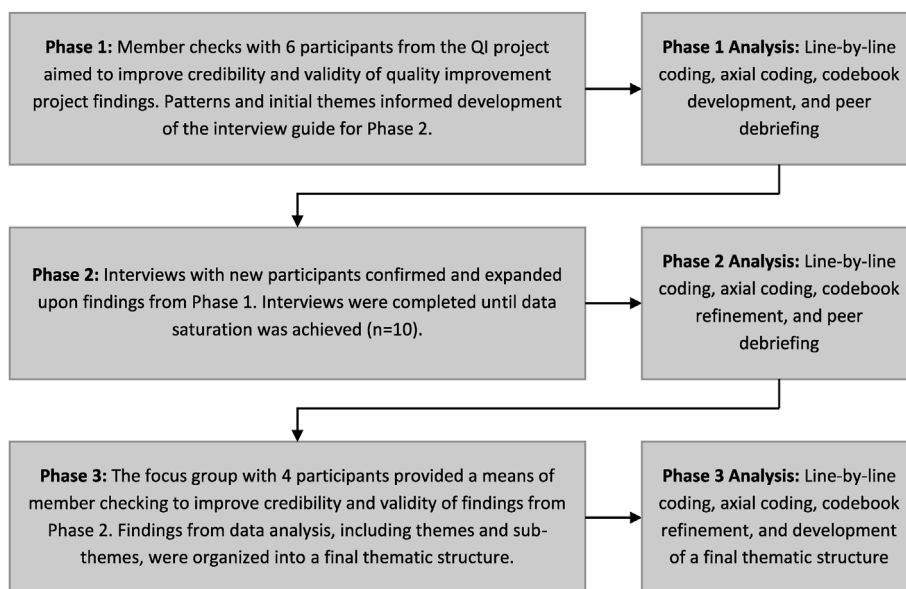 Phase 1: Member checks with 6 participants from the QI project
aimed to improve credibility and validity of quality improvement
project findings. Patterns and initial themes informed development
of the interview guide for Phase 2.
Phase 1 Analysis: Line-by-line
coding, axial coding, codebook
development, and peer
debriefing
Phase 2: Interviews with new participants confirmed and expanded
upon findings from Phase 1. Interviews were completed until data
saturation was achieved (n=10).
Phase 2 Analysis: Line-by-line
coding, axial coding, codebook
refinement, and peer
debriefing
Phase 3: The focus group with 4 participants provided a means of
member checking to improve credibility and validity of findings from
Phase 2. Findings from data analysis, including themes and sub-
themes, were organized into a final thematic structure.
Phase 3 Analysis: Line-by-line
coding, axial coding, codebook
refinement, and development
of a final thematic structure